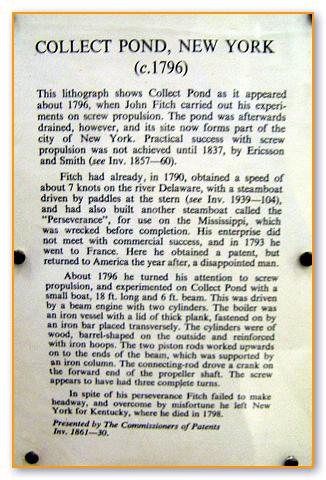 COLLECT POND, NEW YORK
(c.1796)
This lithograph shows Collect Pond as it appeared
about 1796, when John Fitch carried out his experi-
ments on screw propulsion. The pond was afterwards
drained, however, and its site now forms part of the
city of New York. Practical success with screw
propulsion was not achieved until 1837, by Ericsson
and Smith (see Inv. 1857—60).
Fitch had already, in 1790, obtained a speed of
about 7 knots on the river Delaware, with a steamboat
driven by paddles at the stern (see Inv. 1939—104),
and had also built another steamboat called the
"Perseverance", for use on the Mississippi, which
was wrecked before completion. His enterprise did
not meet with commercial success, and in 1793 he
went to France. Here he obtained a patent, but
returned to America the year after, a disappointed man.
About 1796 he turned his attention to screw
propulsion, and experimented on Collect Pond with a
small boat, 18 ft. long and 6 ft. beam. This was driven
by a beam engine with two cylinders. The boiler was
an iron vessel with a lid of thick plank, fastened on by
an iron bar placed transversely. The cylinders were of
wood, barrel-shaped on the outside and reinforced
with iron hoops. The two piston rods worked upwards
on to the ends of the beam, which was supported by
an iron column. The connecting-rod drove a crank on
the forward end of the propeller shaft. The screw
appears to have had three complete turns.
In spite of his perseverance Fitch failed to make
headway, and overcome by misfortune he left New
York for Kentucky, where he died in 1798.
Presented by The Commissioners of Patents
Inv. 1861—30.